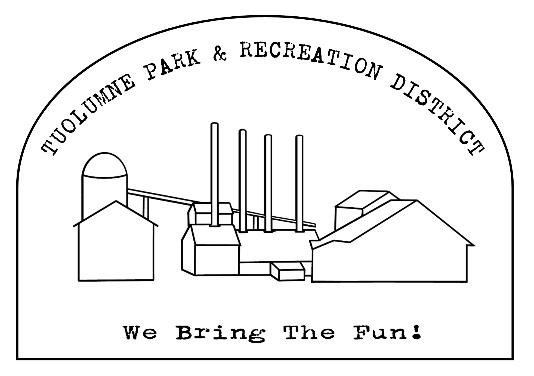 TUOLUMNE PARK & RECREATION DISTRICT
We Bring The Fun!